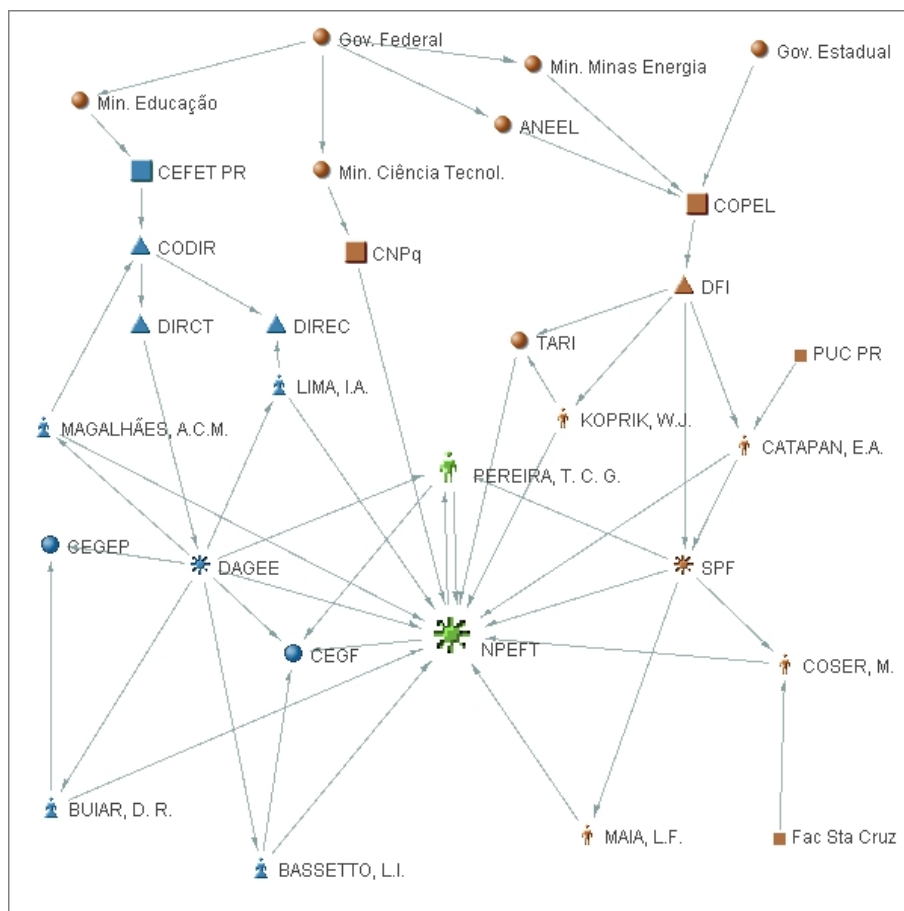 Gov. Federal
Gov. Estadual
Min. Minas Energia
Min. Educação
ANEEL
CEFET PR
Min. Ciência Tecnol.
COPEL
CODIR
CNPq
DFI
DIRCT
DIREC
TARI
PUC PR
LIMA, I.A.
KOPRIK, W.J.
MAGALHÃES, A.C.M.
CATAPAN, E.A.
PEREIRA, T. C. G.
CEGEP
DAGEE
SPF
NPEFT
CEGF
COSER, M.
BUIAR, D. R.
MAIA, L.F.
Fac Sta Cruz
BASSETTO, L.I.